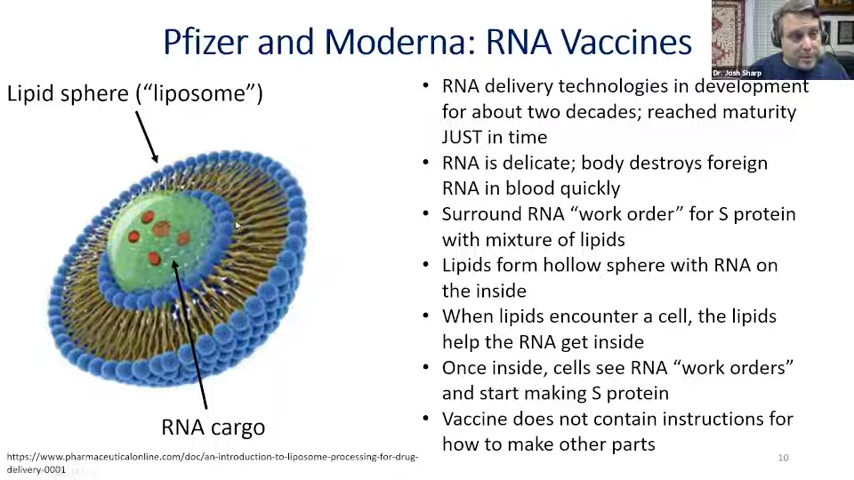 Pfizer and Moderna: RNA Vaccines
Dr. Josh Sharp
Lipid sphere (“liposome”)
RNA cargo
• RNA delivery technologies in development
for about two decades; reached maturity
JUST in time
• RNA is delicate; body destroys foreign
RNA in blood quickly
• Surround RNA “work order” for S protein
with mixture of lipids
• Lipids form hollow sphere with RNA on
the inside
• When lipids encounter a cell, the lipids
help the RNA get inside
• Once inside, cells see RNA “work orders”
and start making S protein
• Vaccine does not contain instructions for
how to make other parts
https://www.pharmaceuticalonline.com/doc/an-introduction-to-liposome-processing-for-drug-
delivery-0001
10